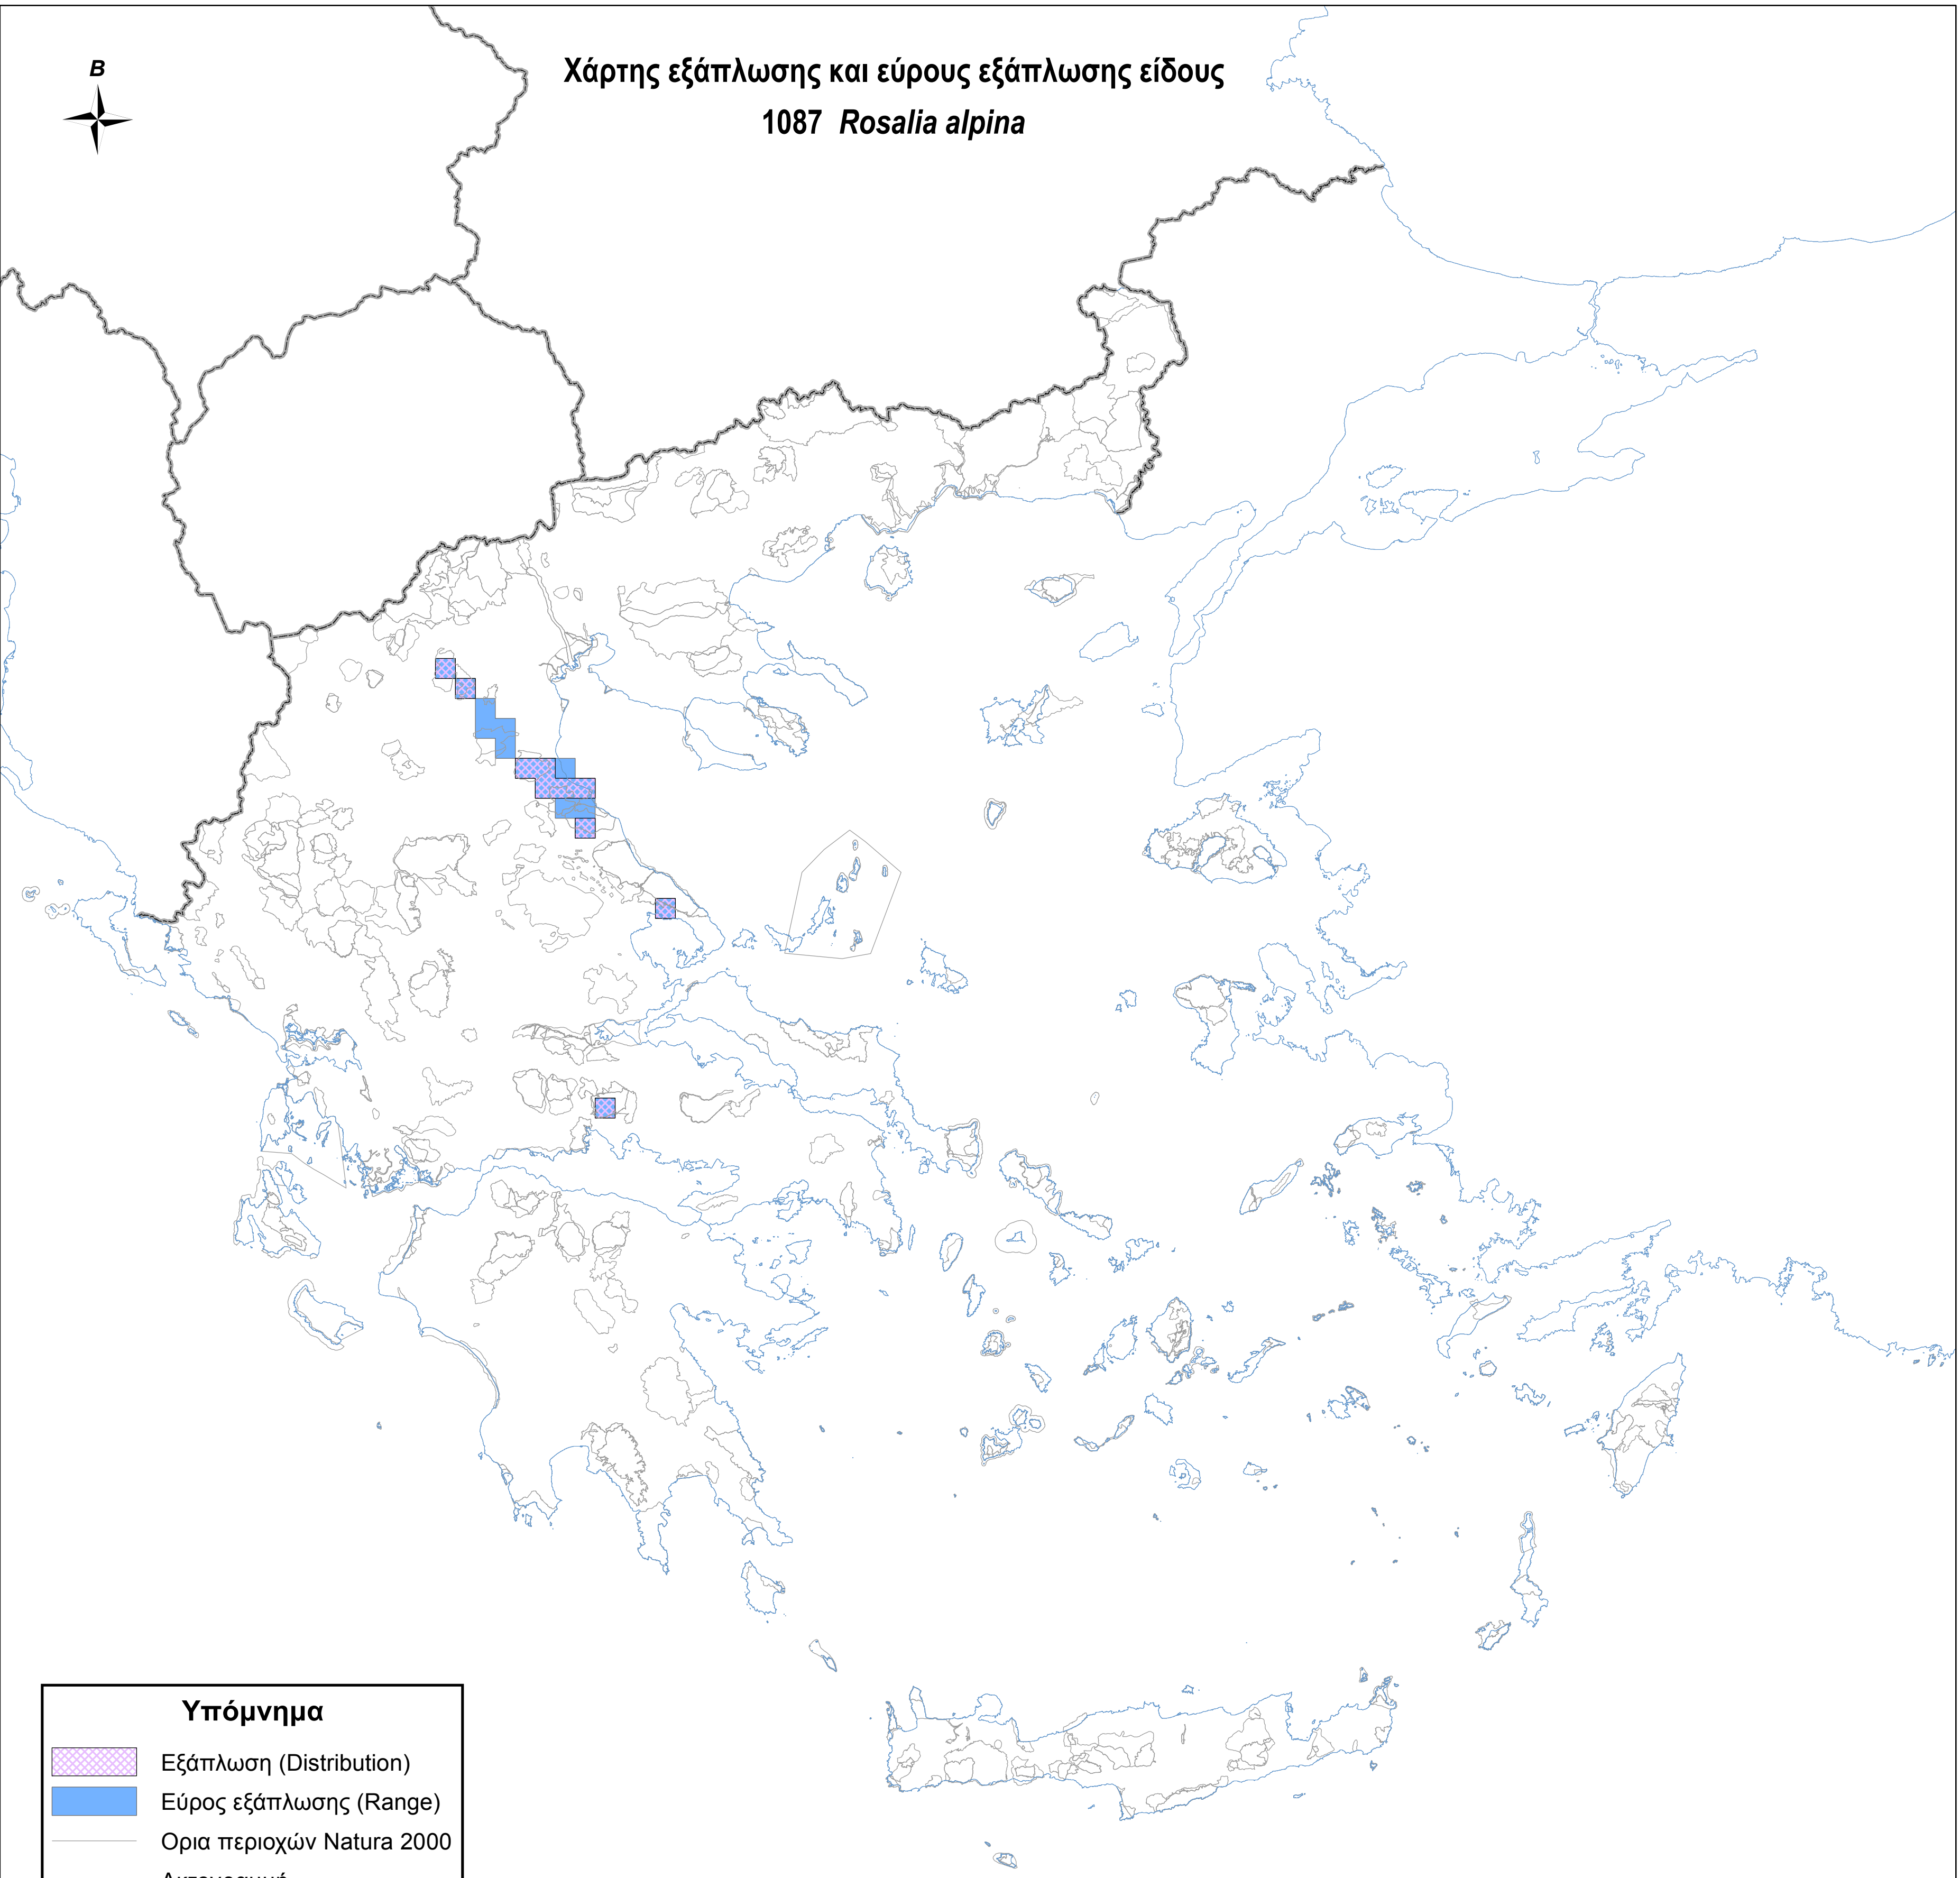 Β
Χάρτης εξάπλωσης και εύρους εξάπλωσης είδους
1087 Rosalia alpina
Υπόμνημα
Εξάπλωση (Distribution)
Εύρος εξάπλωσης (Range)
Ορια περιοχών Natura 2000